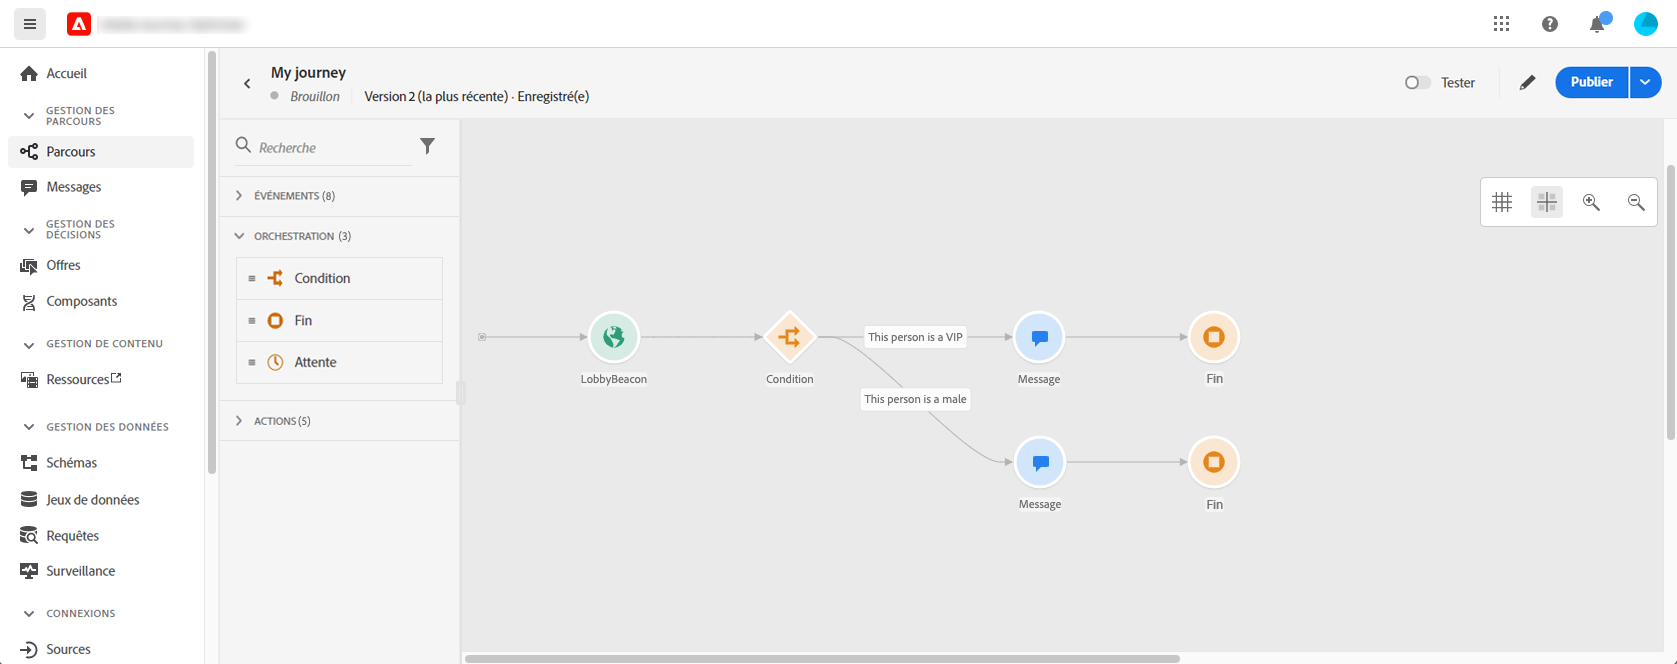 Accueil
GESTION DES
PARCOURS
Parcours
Messages
GESTION DES
DÉCISIONS
Offres
Composants
GESTION DE CONTENU
Ressources
GESTION DES DONNÉES
Schémas
Jeux de données
Requêtes
Surveillance
CONNEXIONS
Sources
My journey
Brouillon
Version 2 (la plus récente) · Enregistré(e)
Tester
Publier
Recherche
ÉVÉNEMENTS (8)
ORCHESTRATION (3)
Condition
Fin
Attente
ACTIONS (5)
LobbyBeacon
Condition
This person is a VIP
Message
Fin
This person is a male
Message
Fin